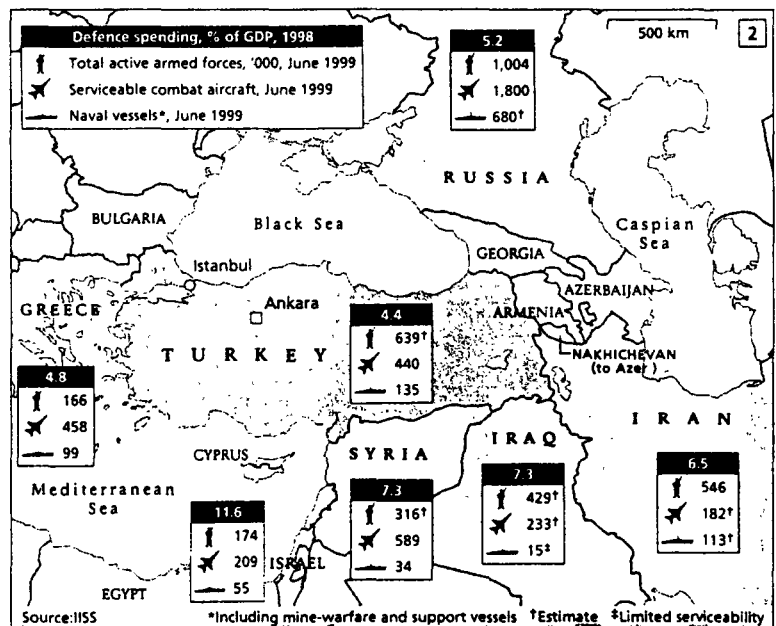 Defence spending, % of GDP, 1998
Total active armed forces, '000, June 1999
Serviceable combat aircraft, June 1999
Naval vessels*, June 1999
5.2
1,004
1,800
680†
500 km
2
RUSSIA
BULGARIA
Black Sea
Caspian
Sea
GEORGIA
Istanbul
AZERBAIJAN
GREECE
Ankara
ARMENIA
TURKEY
4.4
639†
440
135
NAKHICHEVAN
(to Azer)
4.8
166
458
99
IRAN
CYPRUS
SYRIA
IRAQ
Mediterranean
Sea
11.6
174
209
55
ISRAEL
7.3
316†
589
34
7.3
429†
233†
15‡
6.5
546
182†
113†
EGYPT
Source:IISS
*Including mine-warfare and support vessels †Estimate ‡Limited serviceability